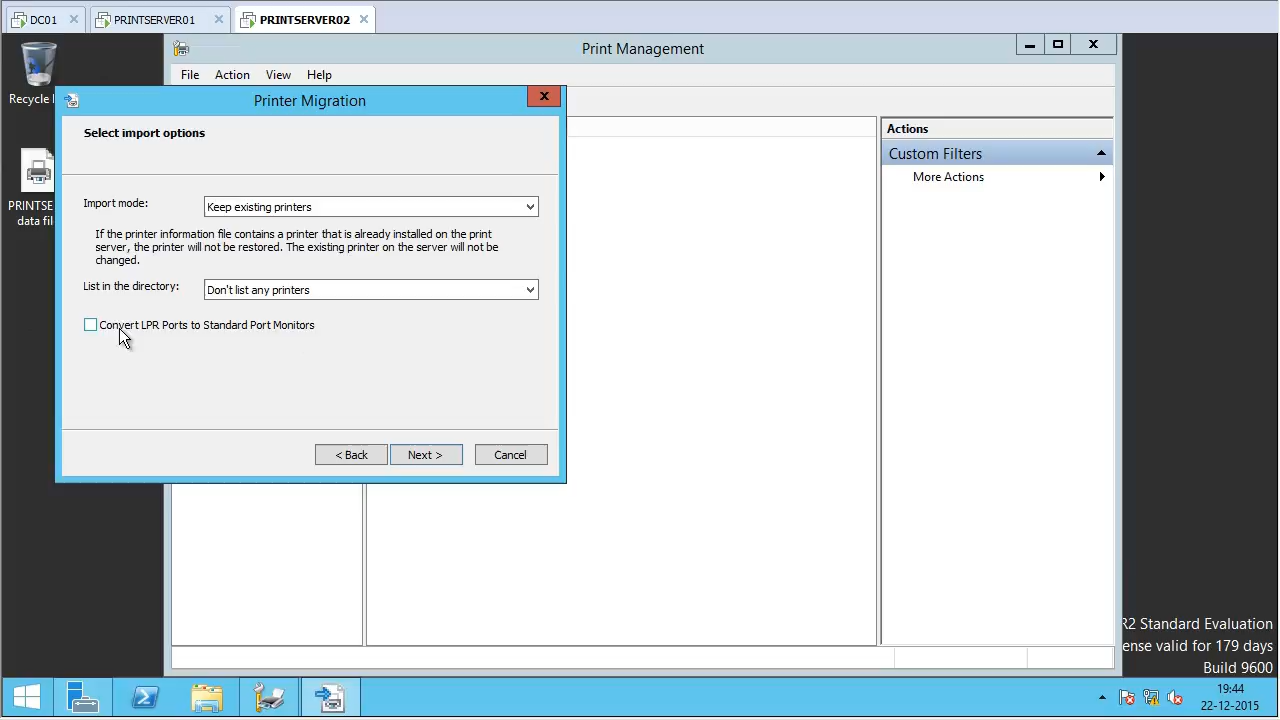 DC01
PRINTSERVER01
PRINTSERVER02
Recycle
Print Management
File Action View Help
Printer Migration
Select import options
Import mode: Keep existing printers
If the printer information file contains a printer that is already installed on the print
server, the printer will not be restored. The existing printer on the server will not be
changed.
List in the directory: Don't list any printers
Convert LPR Ports to Standard Port Monitors
< Back Next > Cancel
PRINTSE
data fil
Actions
Custom Filters
More Actions
R2 Standard Evaluation
ense valid for 179 days
Build 9600
19:44
22-12-2015